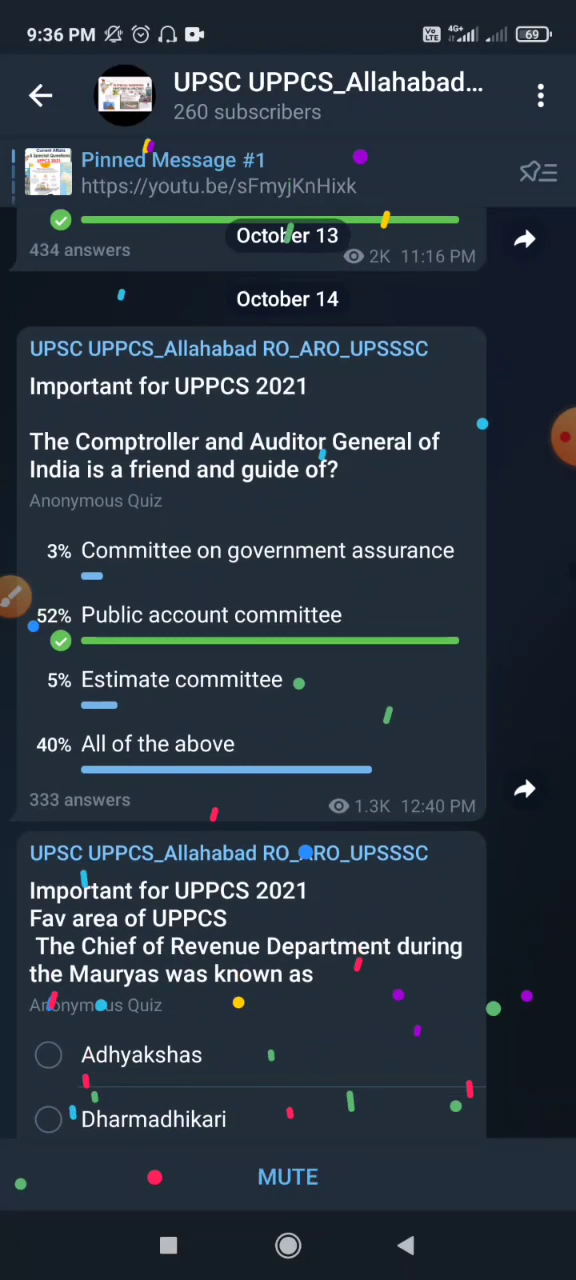 9:36 PM
Vo LTE 4G+ 69
UPSC UPPCS_Allahabad...
260 subscribers
Pinned Message #1
https://youtu.be/sFmyjKnHixk
434 answers
October 13
2K 11:16 PM
October 14
UPSC UPPCS_Allahabad RO_ARO_UPSSSC
Important for UPPCS 2021
The Comptroller and Auditor General of
India is a friend and guide of?
Anonymous Quiz
3% Committee on government assurance
52% Public account committee
5% Estimate committee
40% All of the above
333 answers
1.3K 12:40 PM
UPSC UPPCS_Allahabad RO_ARO_UPSSSC
Important for UPPCS 2021
Fav area of UPPCS
The Chief of Revenue Department during
the Mauryas was known as
Anonymous Quiz
Adhyakshas
Dharmadhikari
MUTE